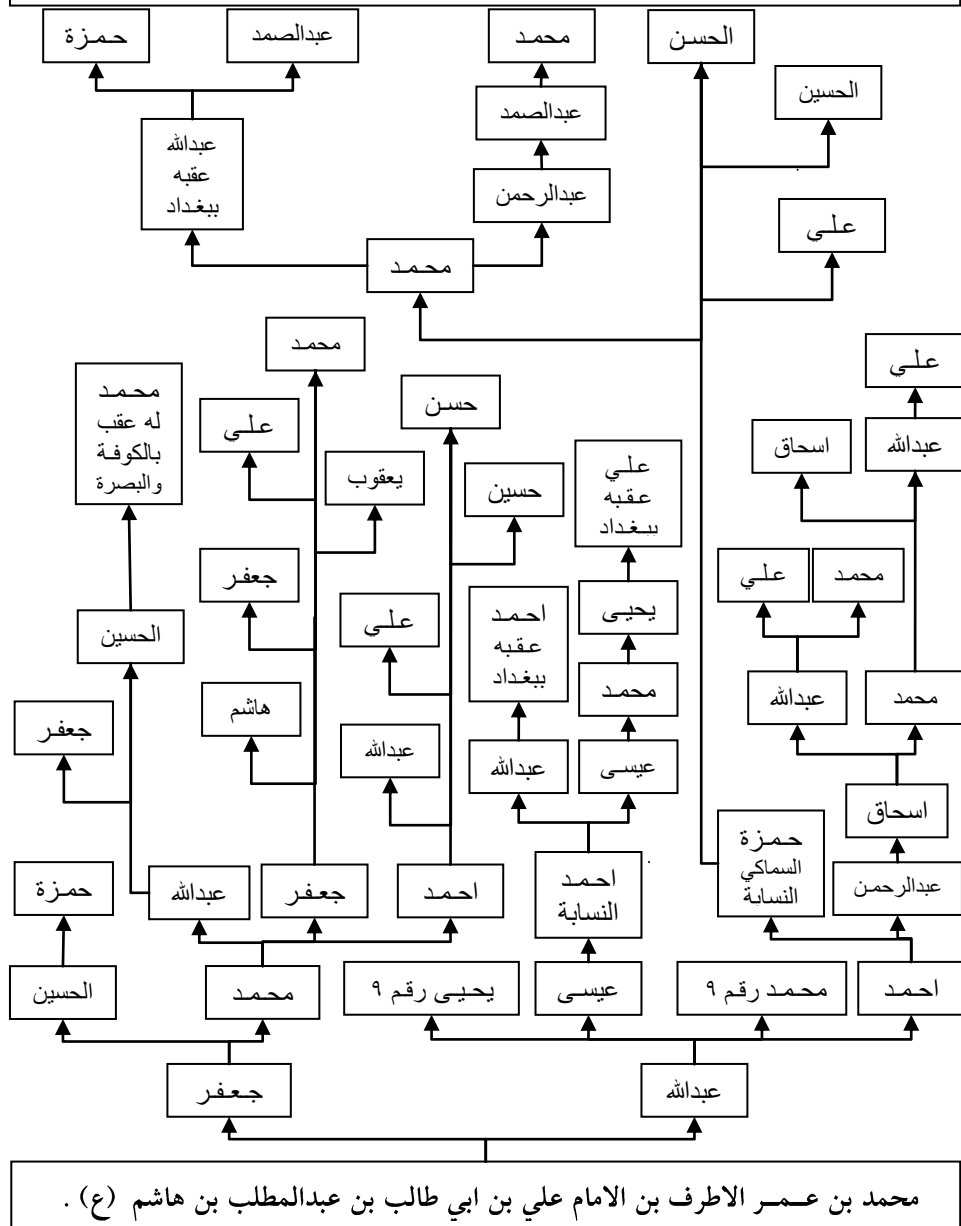 حمزة
عبدالصمد
محمد
الحسن
الحسين
عبدالصمد
عبدالله
عقبه
ببغداد
عبدالرحمن
علي
محمد
محمد
علي
محمد
له عقب
بالكوفة
والبصرة
علي
حسن
اسحاق
عبدالله
يعقوب
حسين
علي
عقبه
ببغداد
جعفر
علي
محمد
الحسين
علي
احمد
عقبه
ببغداد
يحيى
هاشم
محمد
عبدالله
محمد
جعفر
عبدالله
عبدالله
عيسى
اسحاق
حمزة
عبدالله
جعفر
احمد
احمد
النسابة
حمزة
السماكي
النسابة
عبدالرحمن
الحسين
محمد
يحيى رقم ٩
عيسى
محمد رقم ٩
احمد
جعفر
عبدالله
محمد بن عمر الاطرف بن الامام علي بن ابي طالب بن عبدالمطلب بن هاشم (ع) .